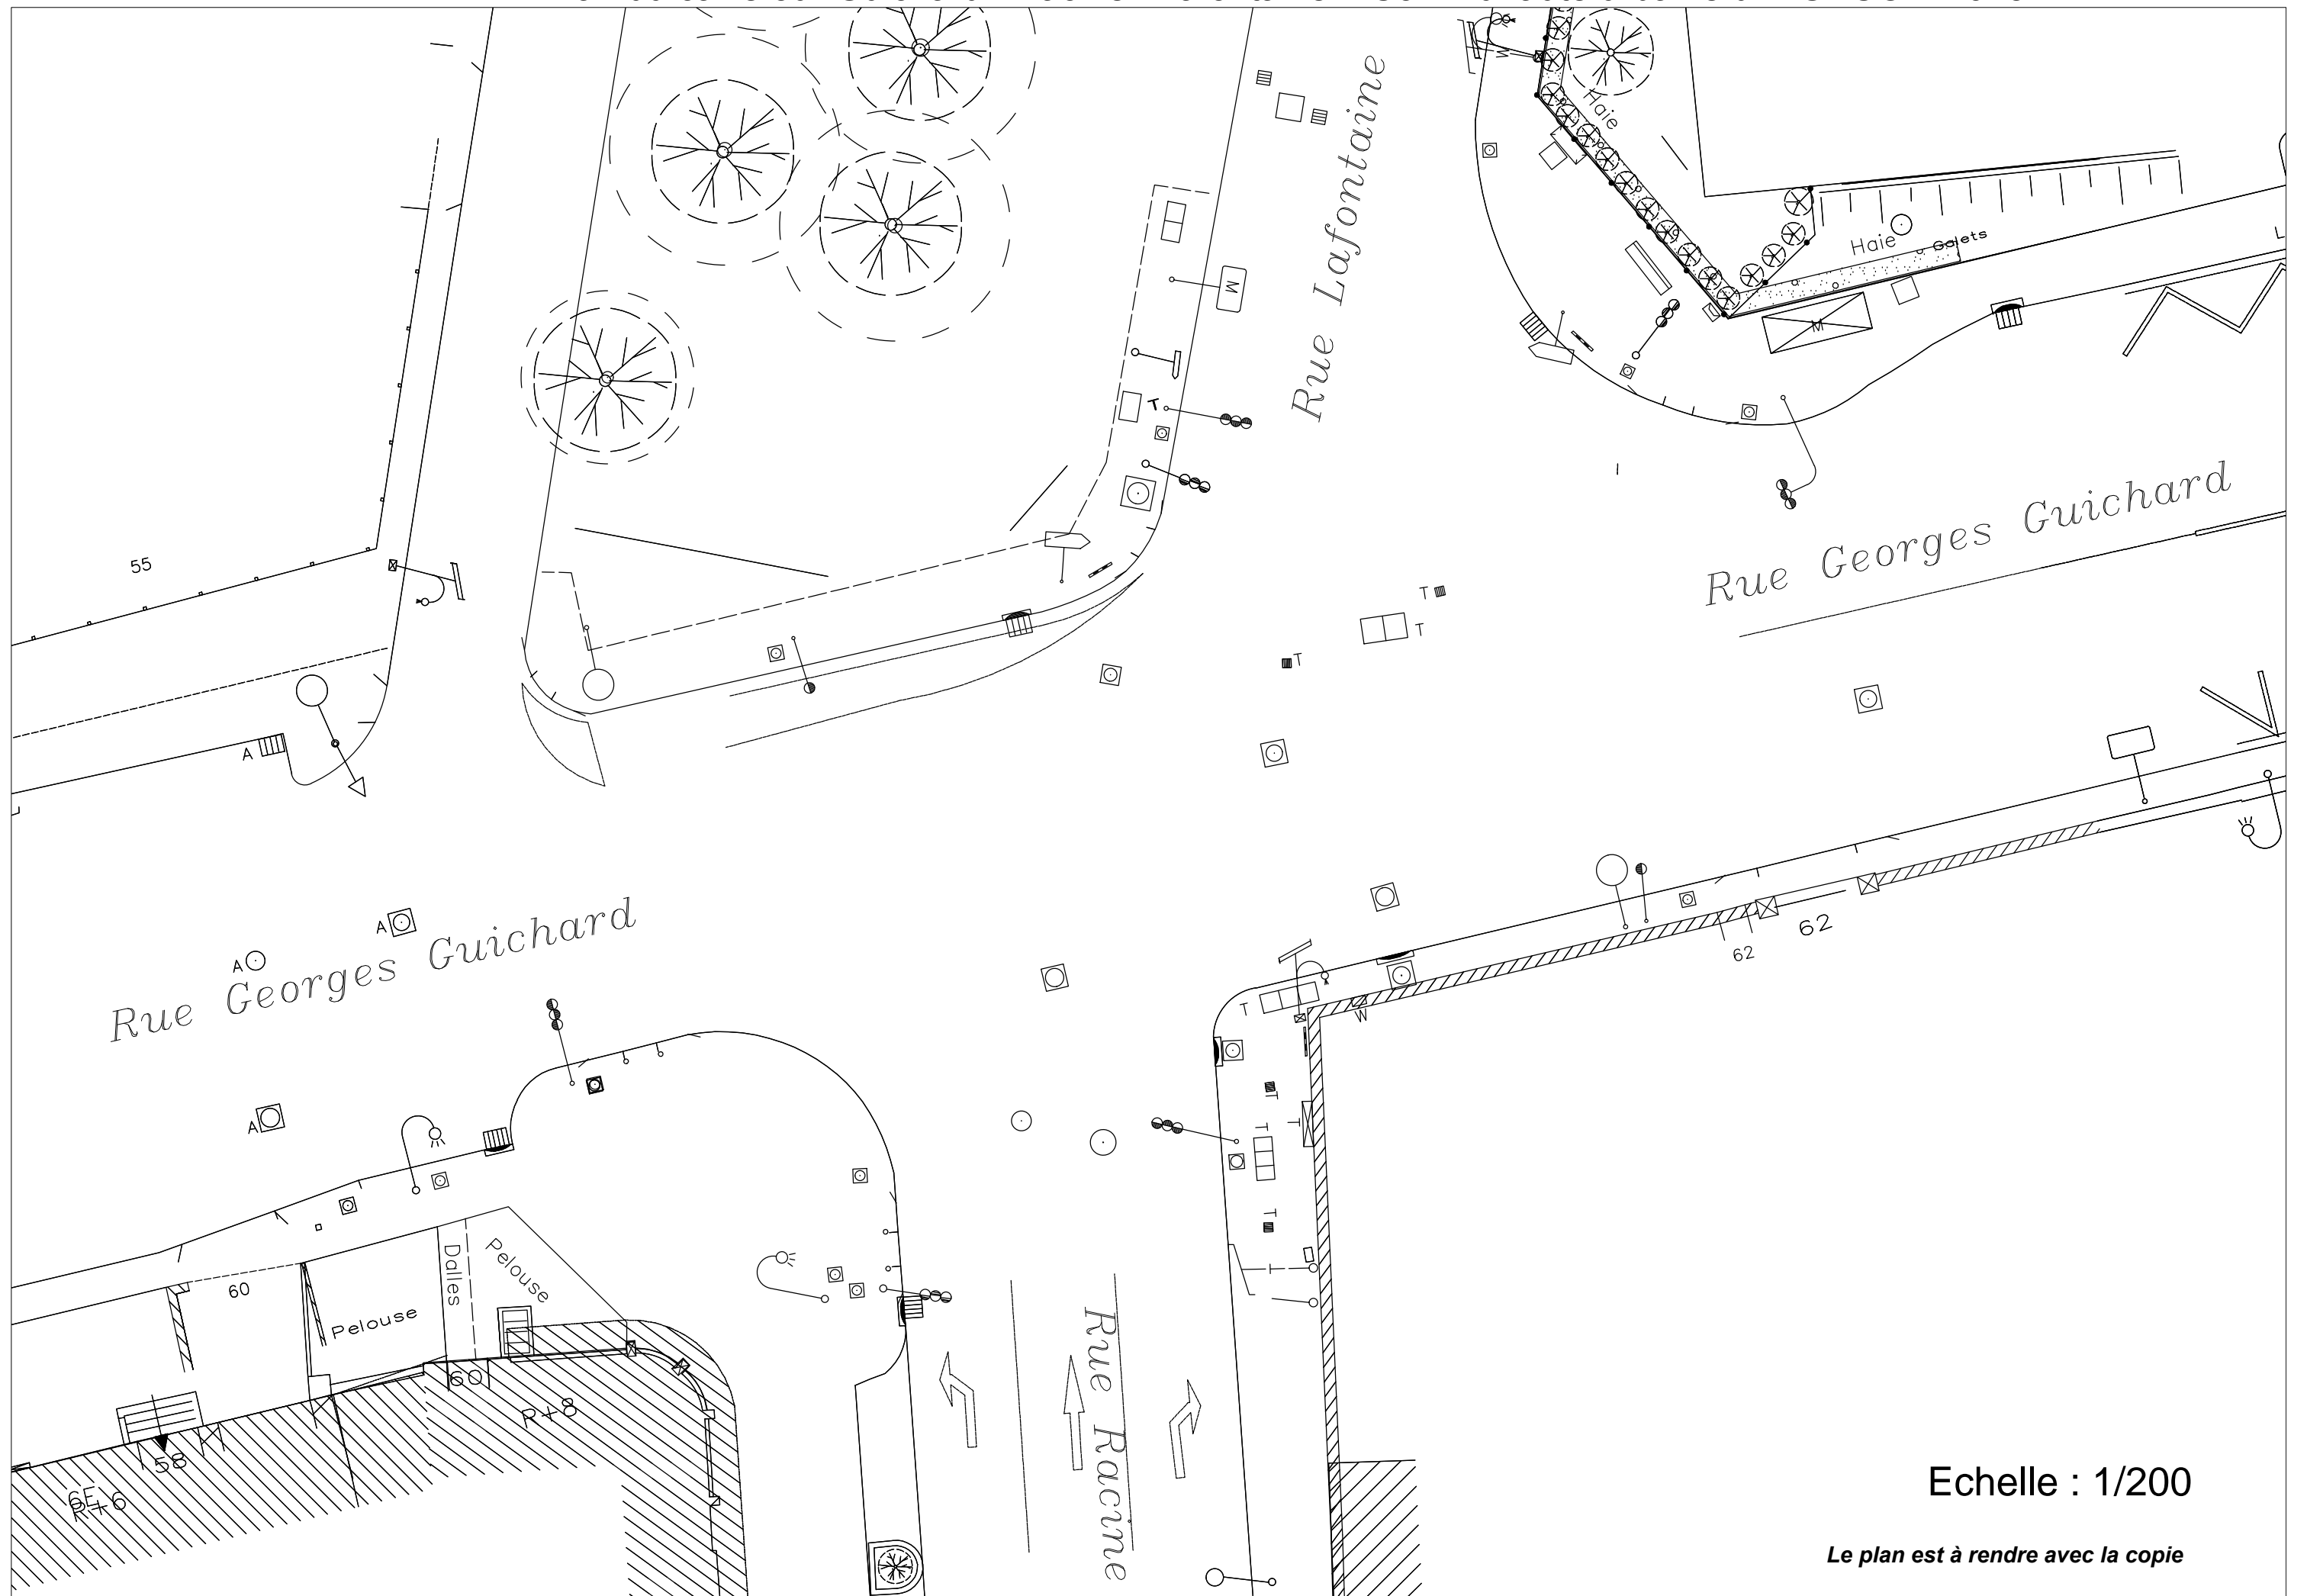 Rue Lafontaine
Haie
Haie
Galets
W
M
M
T
L
55
Rue Georges Guichard
T
T
T
A
A
A
Rue Georges Guichard
A
62
62
T
W
T
T
T
T
Dalles
Pelouse
60
Pelouse
60
R+8
58
6E
R+6
Rue Racine
Echelle : 1/200
Le plan est à rendre avec la copie